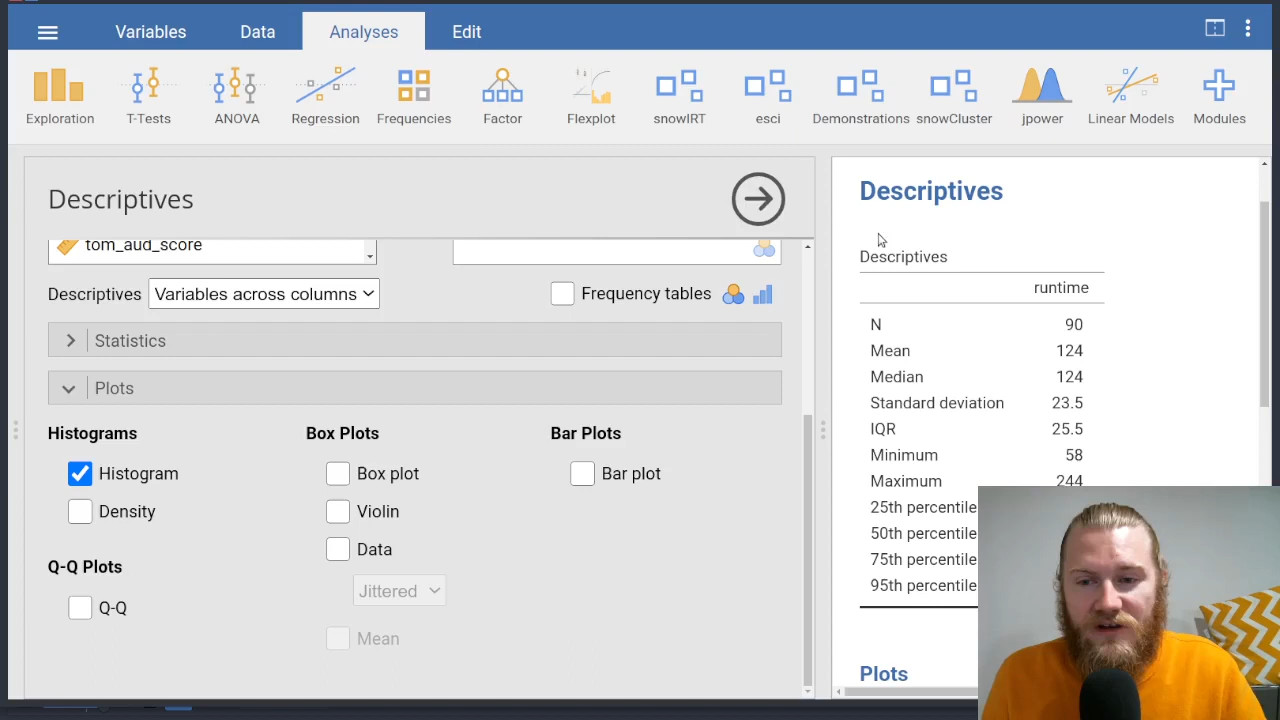 Variables Data Analyses Edit
Exploration T-Tests ANOVA Regression Frequencies Factor Flexplot snowIRT esci Demonstrations snowCluster jpower Linear Models Modules
Descriptives
tom_aud_score
Descriptives Variables across columns Frequency tables
Statistics
Plots
Histograms Box Plots Bar Plots
Histogram Box plot Bar plot
Density Violin
Data
Q-Q Plots Jittered
Q-Q
Mean
Descriptives
Descriptives
runtime
N 90
Mean 124
Median 124
Standard deviation 23.5
IQR 25.5
Minimum 58
Maximum 244
25th percentile
50th percentile
75th percentile
95th percentile
Plots